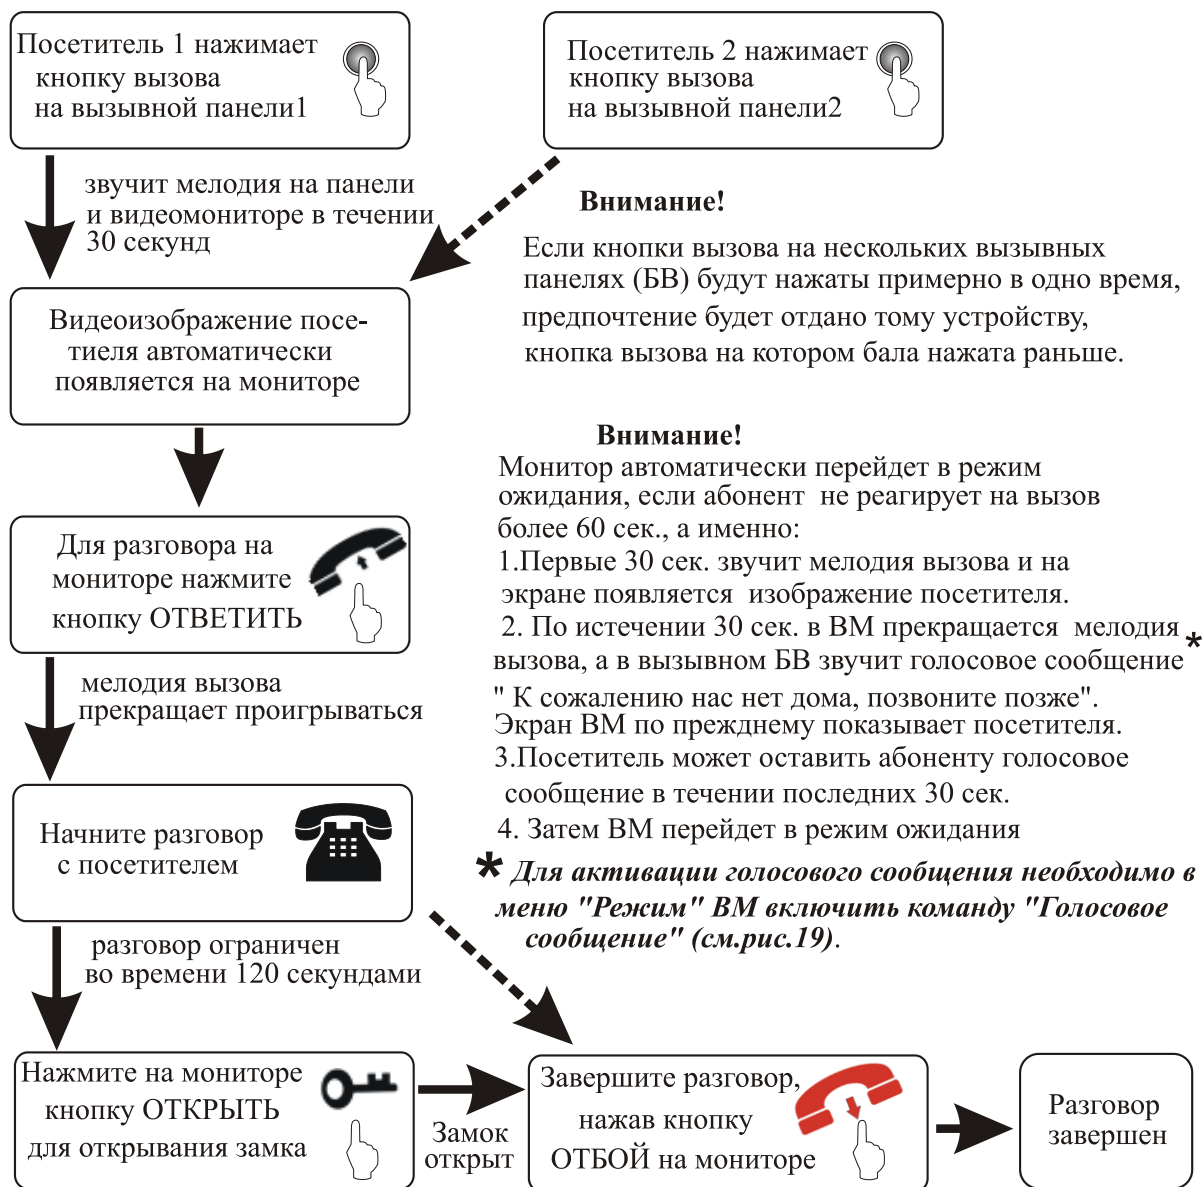 Посетитель 1 нажимает
кнопку вызова
на вызывной панели1
Посетитель 2 нажимает
кнопку вызова
на вызывной панели2
звучит мелодия на панели
и видеомониторе в течении
30 секунд
Внимание!
Если кнопки вызова на нескольких вызывных
панелях (БВ) будут нажаты примерно в одно время,
предпочтение будет отдано тому устройству,
кнопка вызова на котором бала нажата раньше.
Видеоизображение посе-
тиеля автоматически
появляется на мониторе
Внимание!
Монитор автоматически перейдет в режим
ожидания, если абонент не реагирует на вызов
более 60 сек., а именно:
1.Первые 30 сек. звучит мелодия вызова и на
экране появляется изображение посетителя.
2. По истечении 30 сек. в ВМ прекращается мелодия
вызова, а в вызывном БВ звучит голосовое сообщение *
" К сожалению нас нет дома, позвоните позже".
Экран ВМ по прежднему показывает посетителя.
3.Посетитель может оставить абоненту голосовое
сообщение в течении последних 30 сек.
4. Затем ВМ перейдет в режим ожидания
* Для активации голосового сообщения необходимо в
меню "Режим" ВМ включить команду "Голосовое
сообщение" (см.рис.19).
Для разговора на
мониторе нажмите
кнопку ОТВЕТИТЬ
мелодия вызова
прекращает проигрываться
Начните разговор
с посетителем
разговор ограничен
во времени 120 секундами
Нажмите на мониторе
кнопку ОТКРЫТЬ
для открывания замка
Замок
открыт
Завершите разговор,
нажав кнопку
ОТБОЙ на мониторе
Разговор
завершен